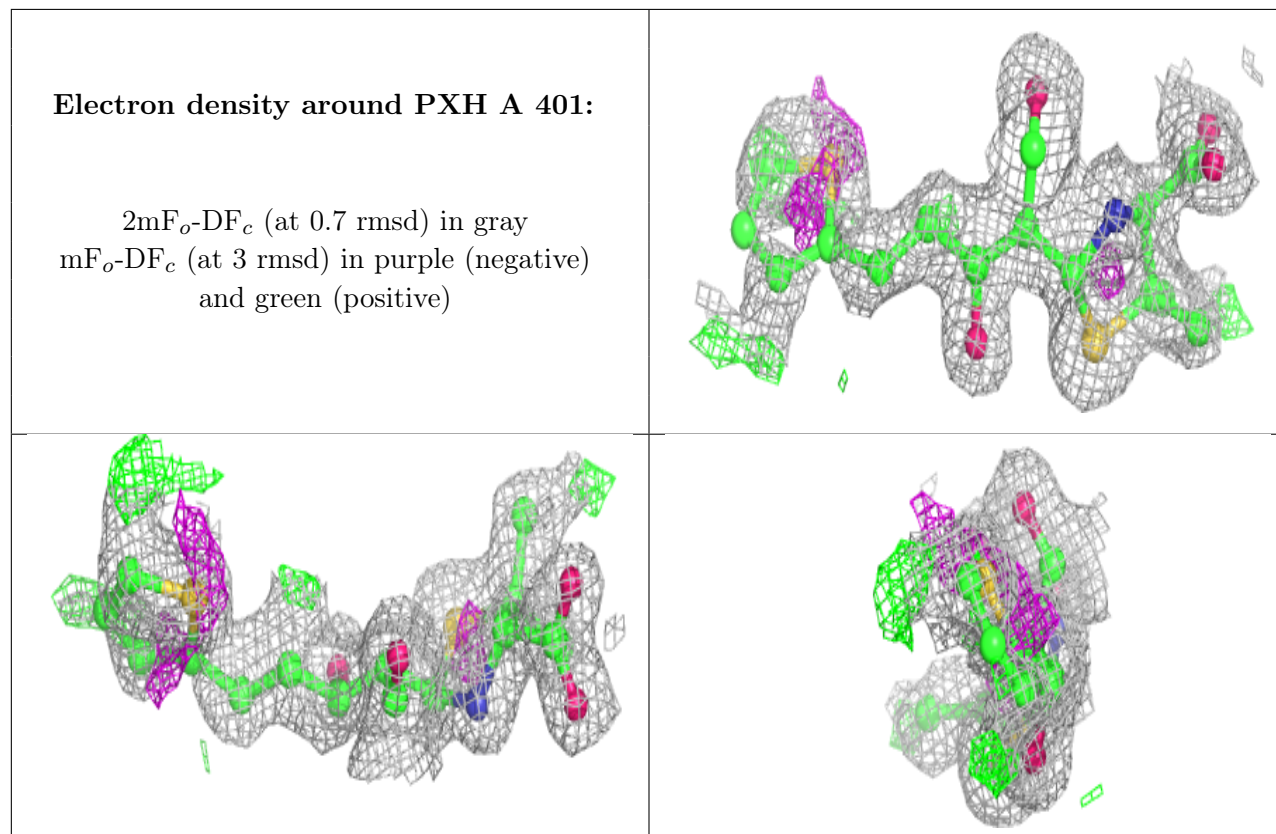 Electron density around PXH A 401:
2mFo-DFc (at 0.7 rmsd) in gray
mFo-DFc (at 3 rmsd) in purple (negative)
and green (positive)